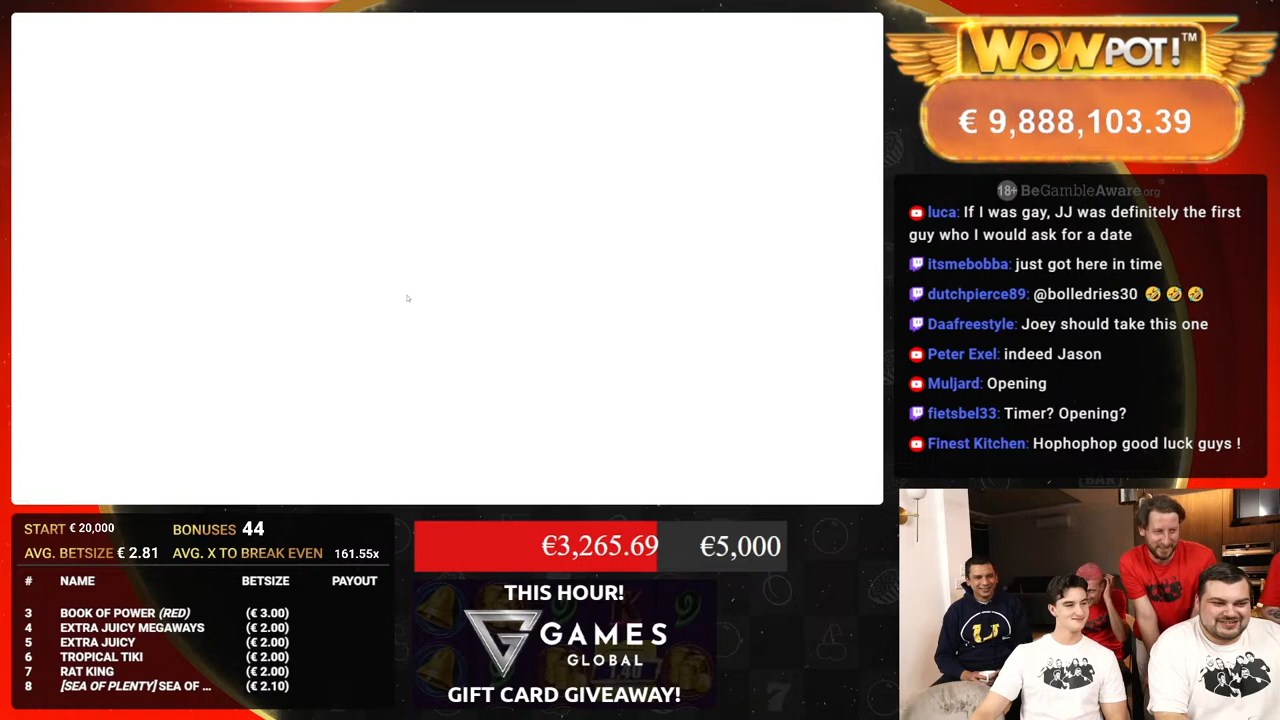 WOWPOT!™
€ 9,888,103.39
18+ BeGambleAware.org
luca: If I was gay, JJ was definitely the first
guy who I would ask for a date
itsmebobba: just got here in time
dutchpierce89: @bolledries30 🤣 🤣 🤣
Daafreestyle: Joey should take this one
Peter Exel: indeed Jason
Muljard: Opening
fietsbel33: Timer? Opening?
Finest Kitchen: Hophophop good luck guys !
START € 20,000 BONUSES 44
AVG. BETSIZE € 2.81 AVG. X TO BREAK EVEN 161.55x
# NAME BETSIZE PAYOUT
3 BOOK OF POWER (RED) (€ 3.00)
4 EXTRA JUICY MEGAWAYS (€ 2.00)
5 EXTRA JUICY (€ 2.00)
6 TROPICAL TIKI (€ 2.00)
7 RAT KING (€ 2.00)
8 [SEA OF PLENTY] SEA OF ... (€ 2.10)
€3,265.69 €5,000
THIS HOUR!
GAMES
GLOBAL
GIFT CARD GIVEAWAY!